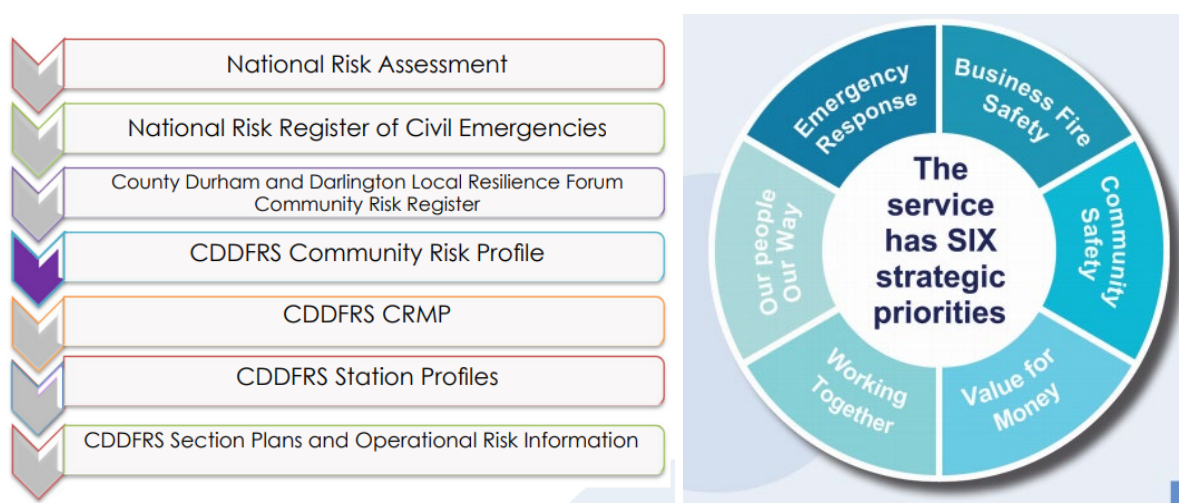 National Risk Assessment
National Risk Register of Civil Emergencies
County Durham and Darlington Local Resilience Forum
Community Risk Register
CDDFRS Community Risk Profile
CDDFRS CRMP
CDDFRS Station Profiles
CDDFRS Section Plans and Operational Risk Information
The
service
has SIX
strategic
priorities
Emergency
Response
Business Fire
Safety
Community
Safety
Value for
Money
Working
Together
Our people
Our Way